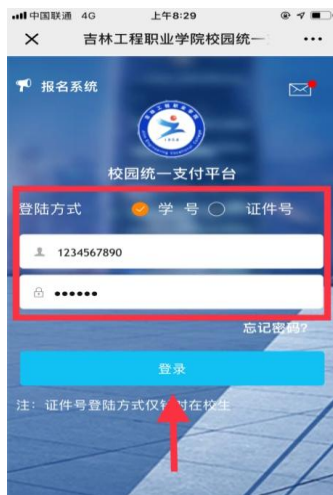 中国联通 4G 上午8:29
吉林工程职业学院校园统一
报名系统
校园统一支付平台
登陆方式 学 号 证件号
1234567890
••••••
忘记密码?
登录
注：证件号登陆方式仅针对在校生